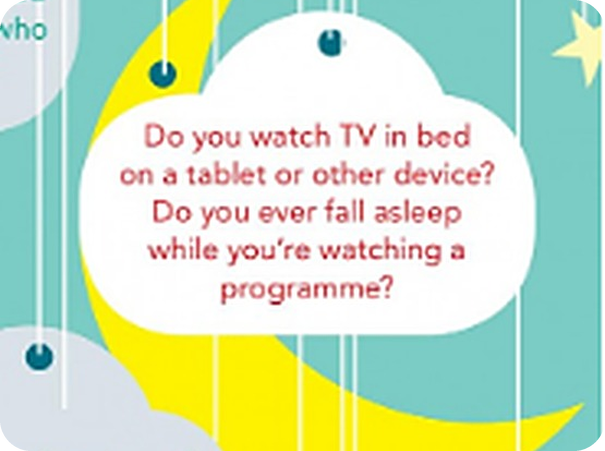 who
Do you watch TV in bed
on a tablet or other device?
Do you ever fall asleep
while you're watching a
programme?